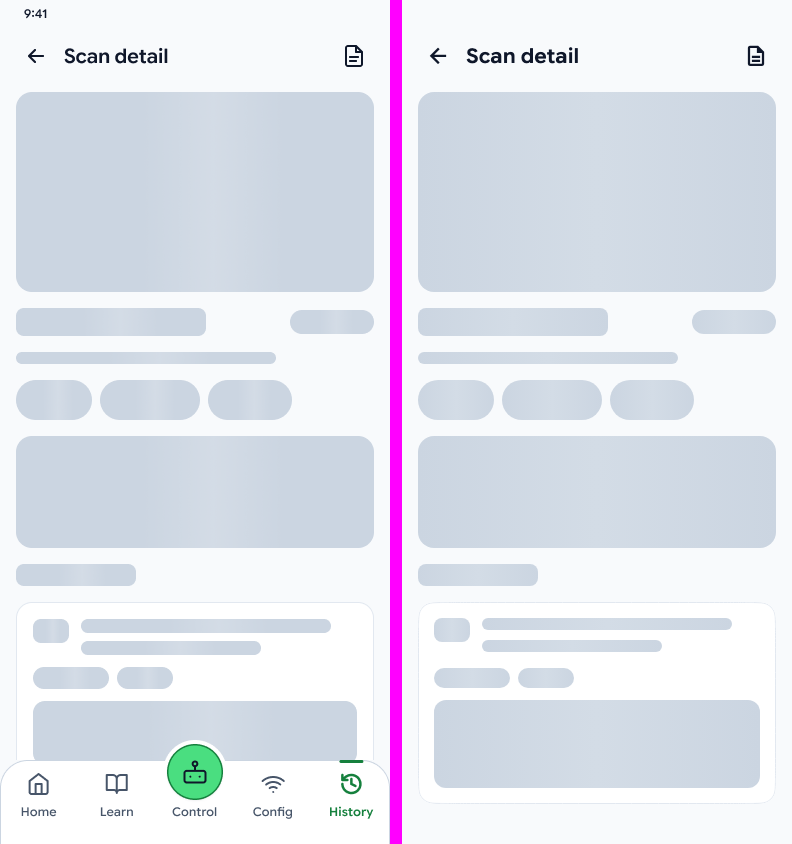 9:41
Scan detail
Home
Learn
Control
Config
History
Scan detail